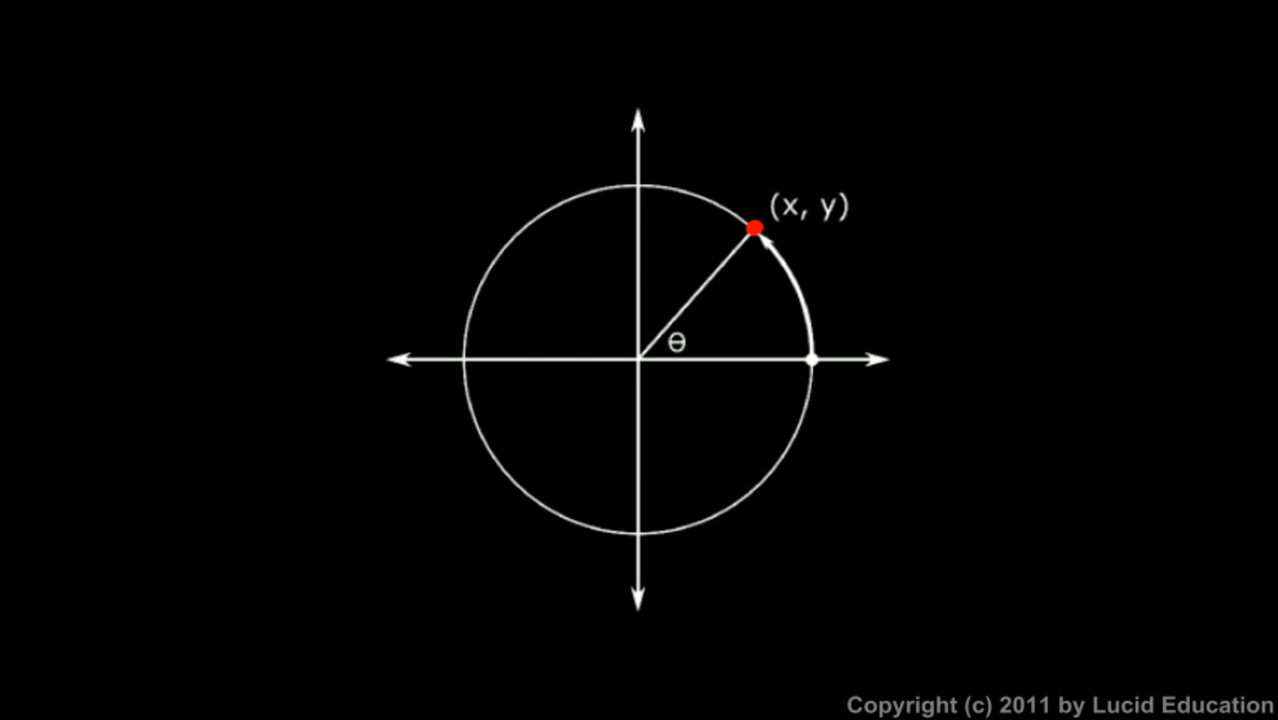 (x, y)
θ
Copyright (c) 2011 by Lucid Education